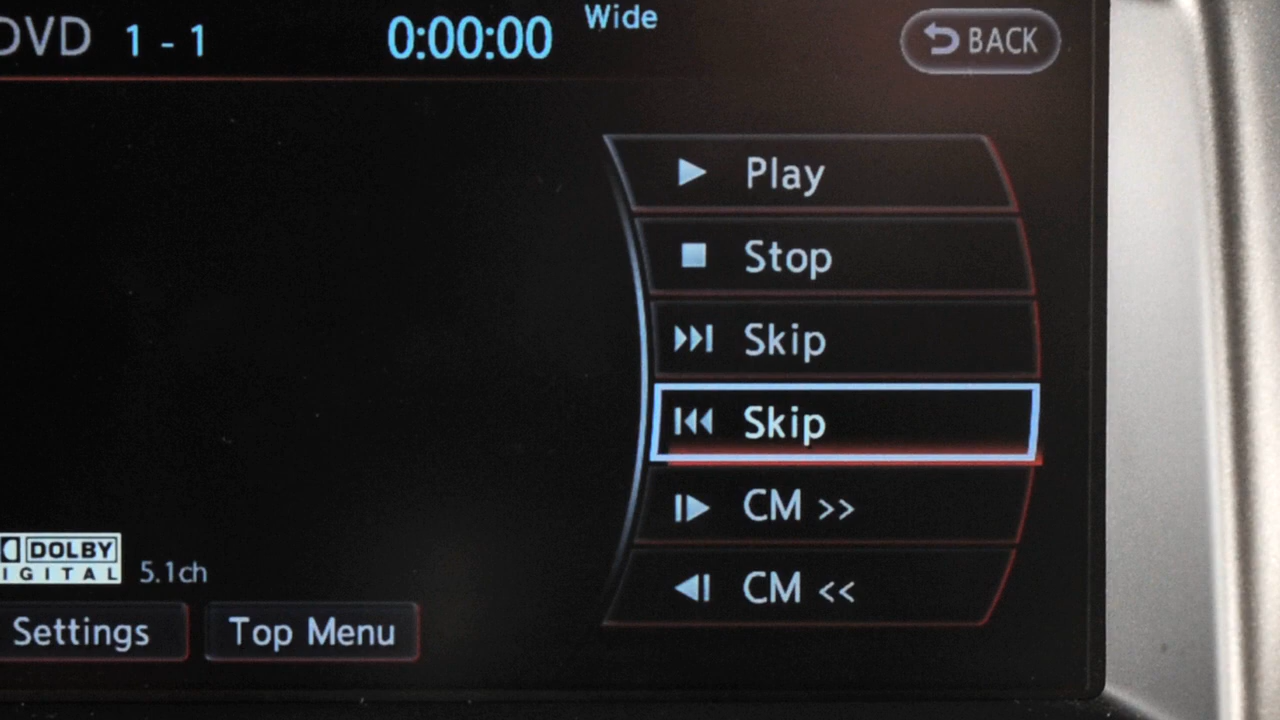 DVD 1 - 1 0:00:00 Wide BACK
Play
Stop
Skip
Skip
CM >>
CM <<
DOLBY
IGITAL 5.1ch
Settings Top Menu